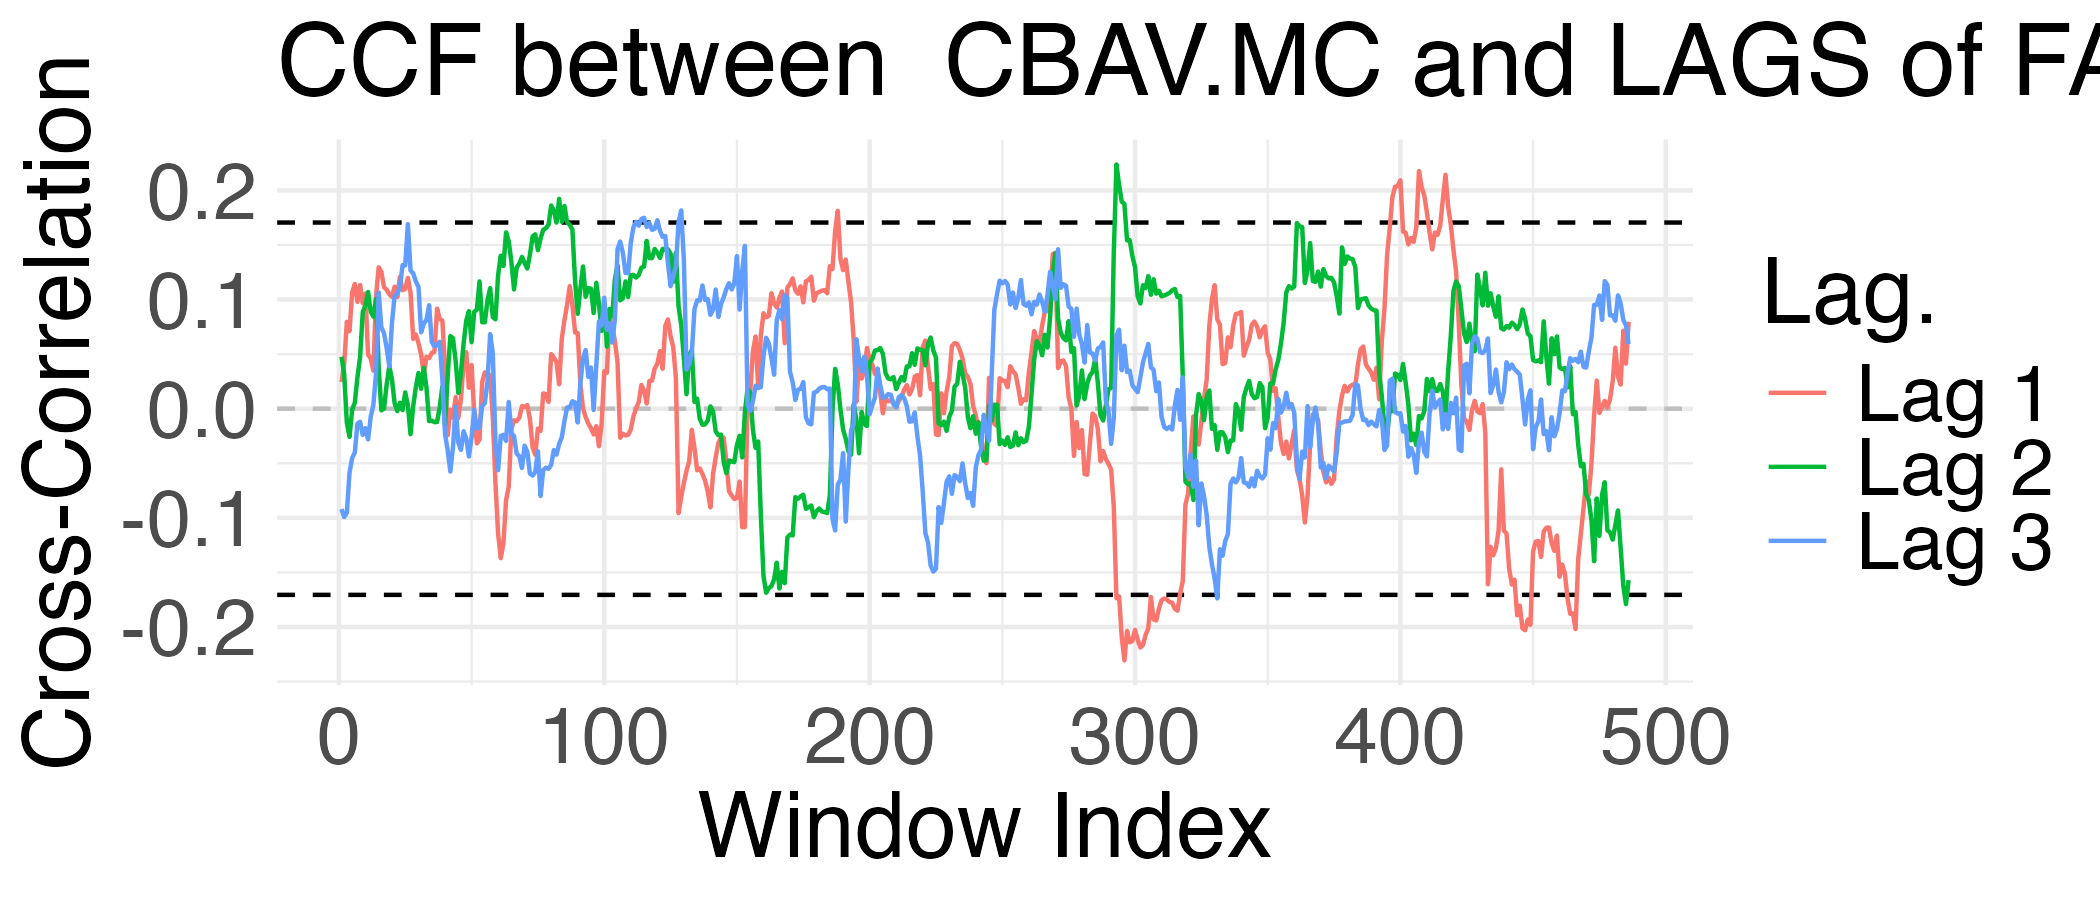 CCF between  CBAV.MC and LAGS of FA
Cross-Correlation
0.2
0.1
0.0
-0.1
-0.2
0 100 200 300 400 500
Window Index
Lag.
Lag 1
Lag 2
Lag 3